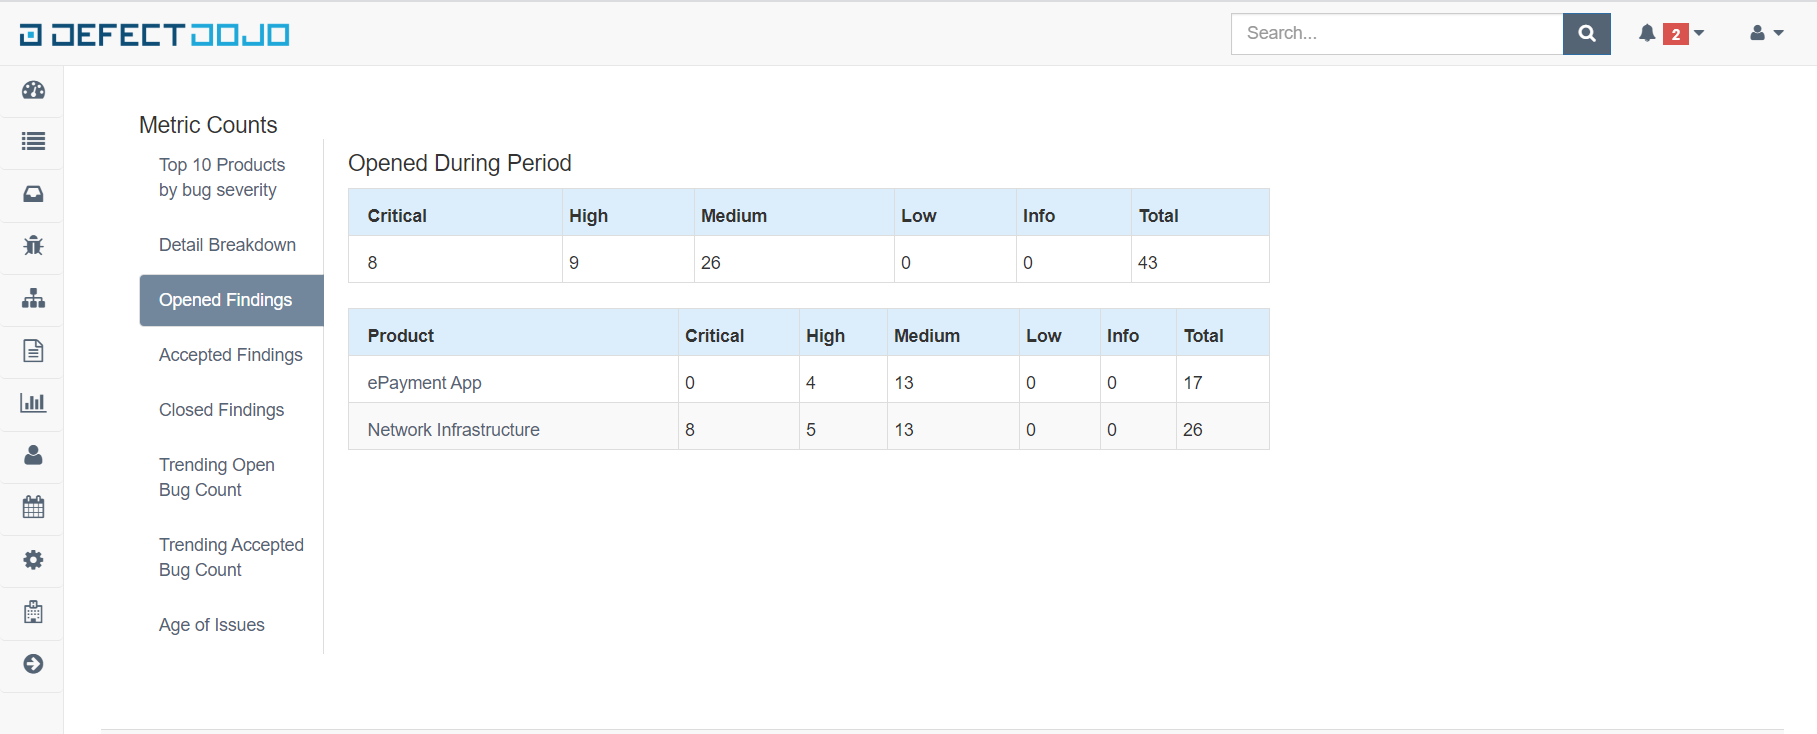 DEFECTDOJO
Search...
2
Metric Counts
Top 10 Products
by bug severity
Detail Breakdown
Opened Findings
Accepted Findings
Closed Findings
Trending Open
Bug Count
Trending Accepted
Bug Count
Age of Issues
Opened During Period
Critical High Medium Low Info Total
8 9 26 0 0 43
Product Critical High Medium Low Info Total
ePayment App 0 4 13 0 0 17
Network Infrastructure 8 5 13 0 0 26